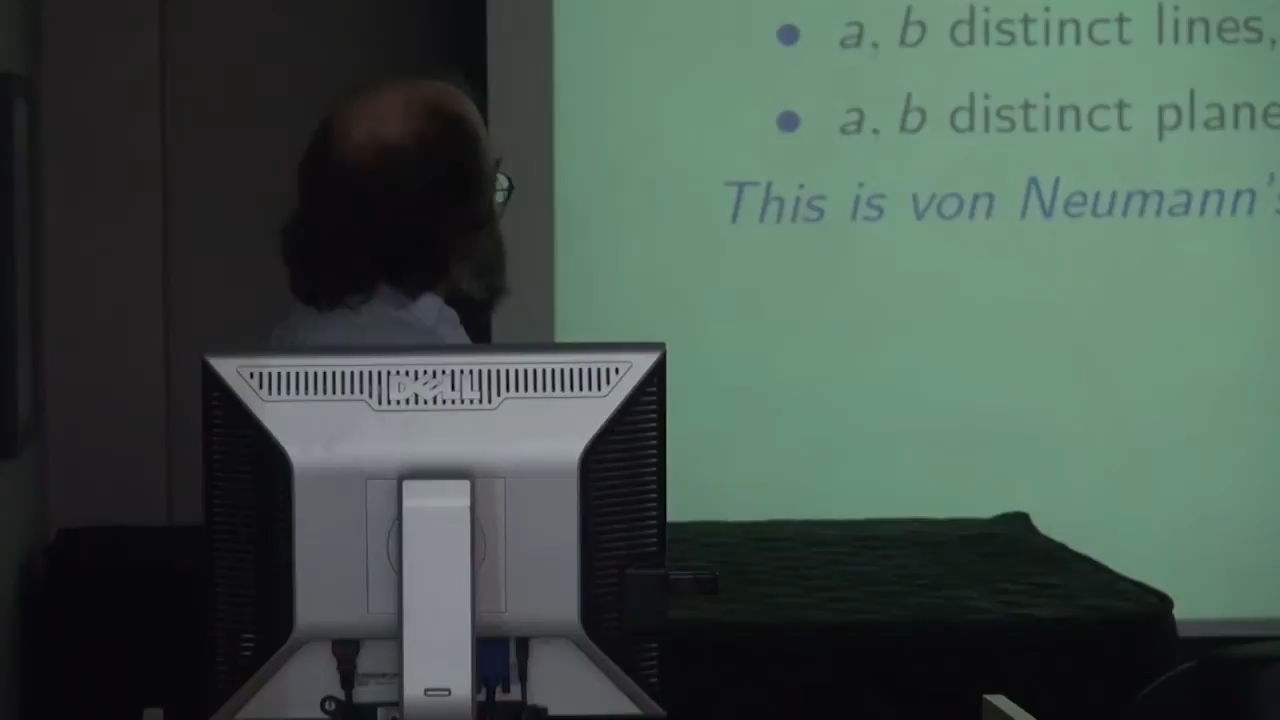 • a, b distinct lines,
• a, b distinct plane
This is von Neumann's
DELL